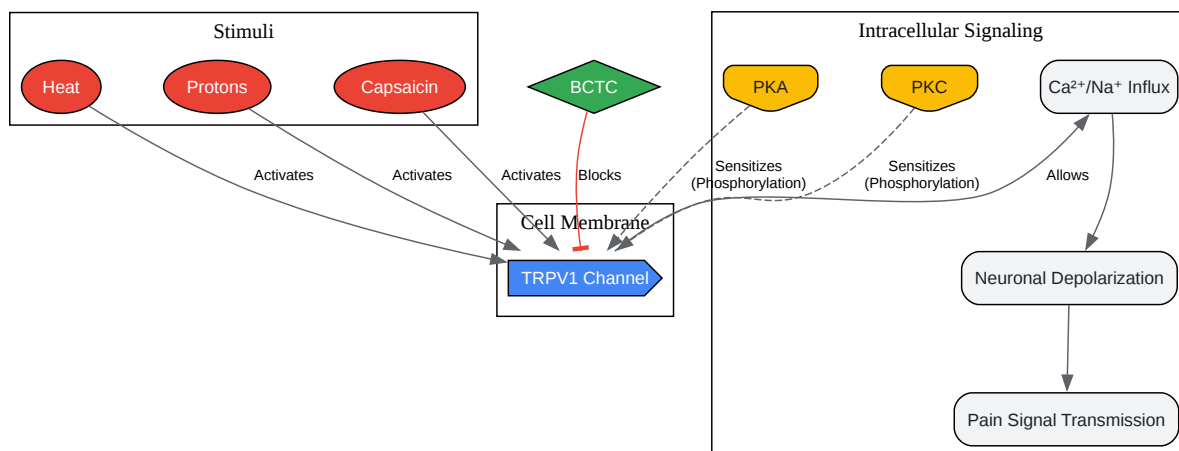 Stimuli
Intracellular Signaling
Heat
Protons
Capsaicin
BCTC
PKA
PKC
Ca²⁺/Na⁺ Influx
Activates
Activates
Activates
Blocks
Sensitizes
(Phosphorylation)
Sensitizes
(Phosphorylation)
Allows
Cell Membrane
TRPV1 Channel
Neuronal Depolarization
Pain Signal Transmission